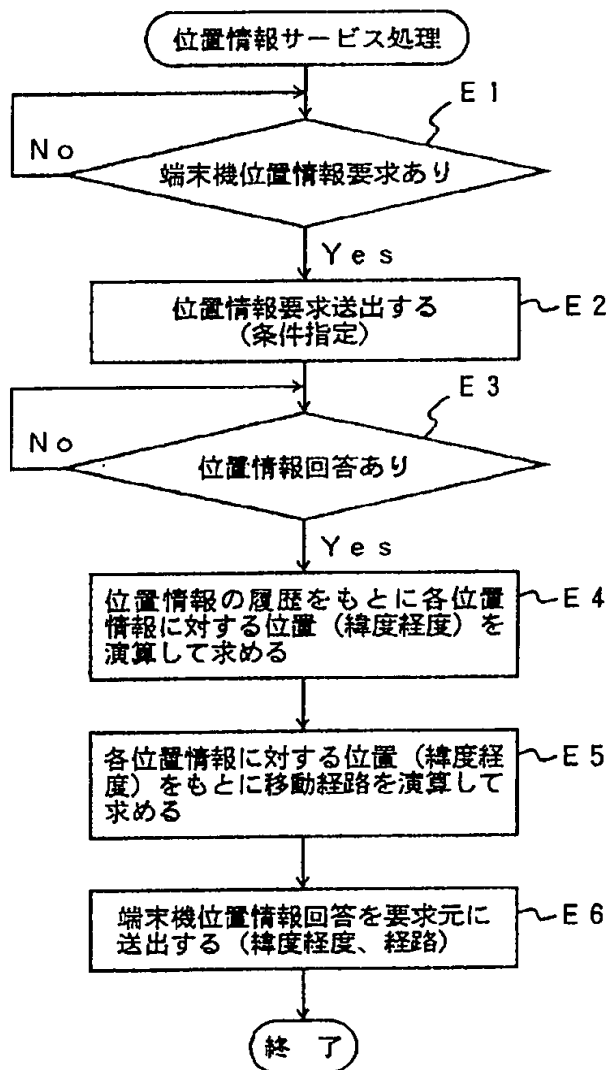 位置情報サービス処理
E1
No
端末機位置情報要求あり
Yes
位置情報要求送出する
(条件指定)
E2
E3
No
位置情報回答あり
Yes
位置情報の履歴をもとに各位置
情報に対する位置(緯度経度)を
演算して求める
E4
各位置情報に対する位置(緯度経
度)をもとに移動経路を演算して
求める
E5
端末機位置情報回答を要求元に
送出する(緯度経度、経路)
E6
終 了